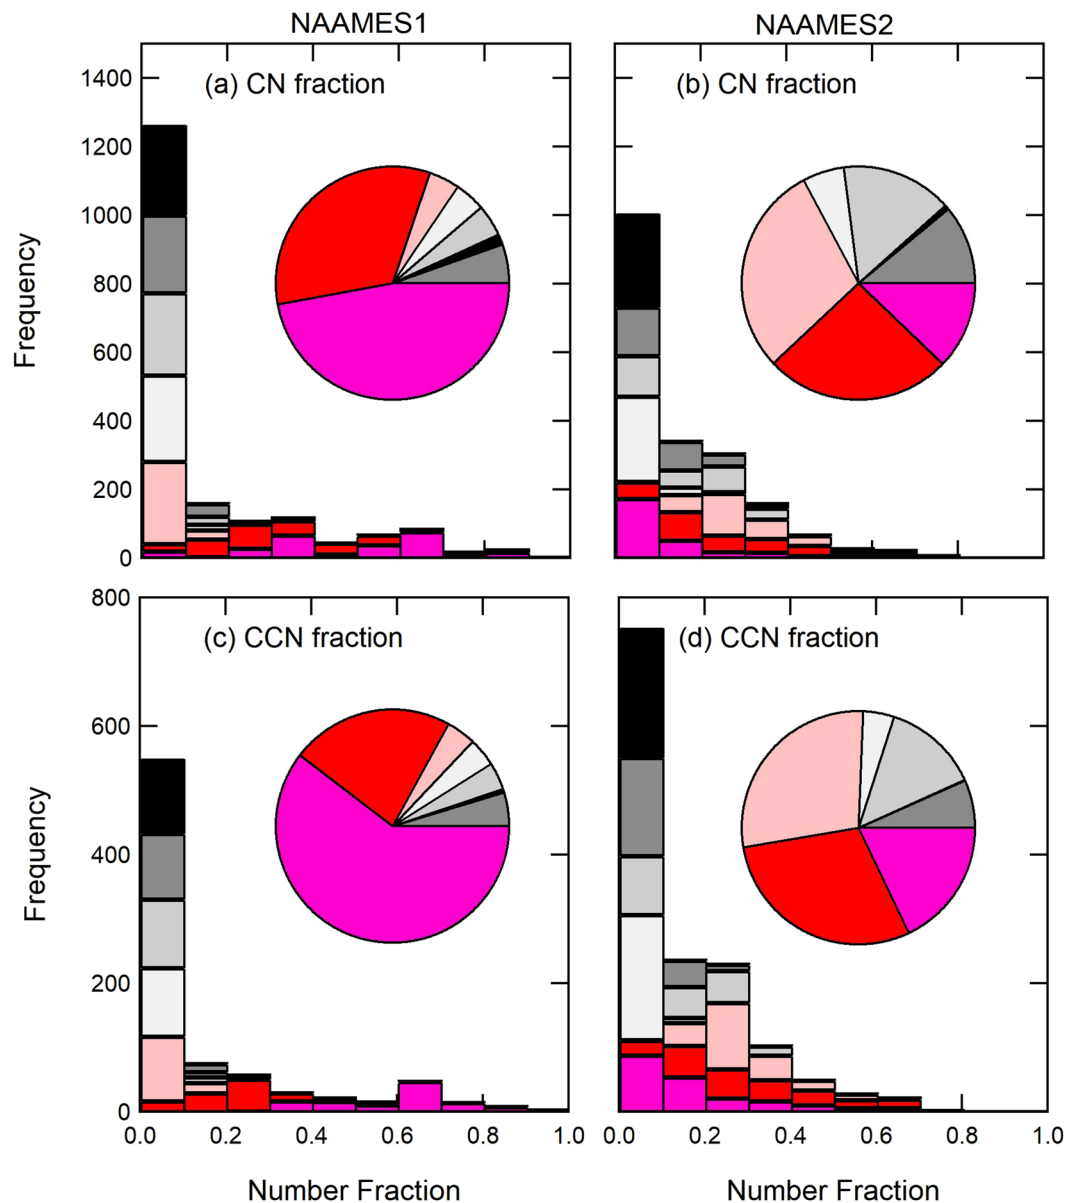 NAAMES1
NAAMES2
(a) CN fraction
(b) CN fraction
1400
1200
1000
800
600
400
200
0
Frequency
(c) CCN fraction
(d) CCN fraction
800
600
400
200
0
Frequency
0.0 0.2 0.4 0.6 0.8 1.0
0.0 0.2 0.4 0.6 0.8 1.0
Number Fraction
Number Fraction